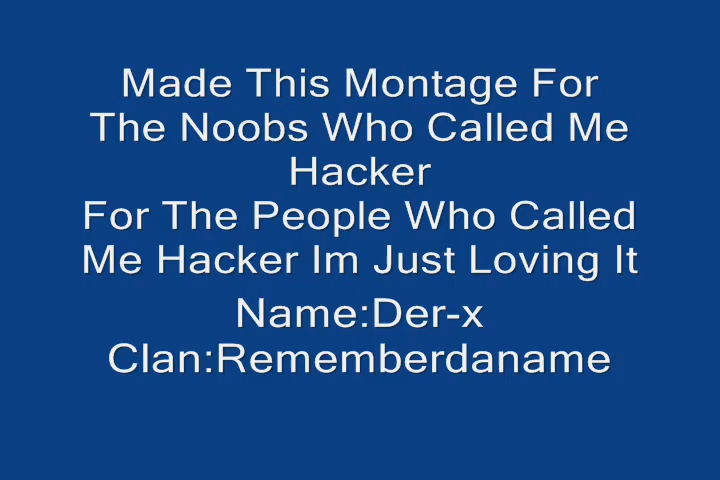 Made This Montage For
The Noobs Who Called Me
Hacker
For The People Who Called
Me Hacker Im Just Loving It
Name:Der-x
Clan:Rememberdaname